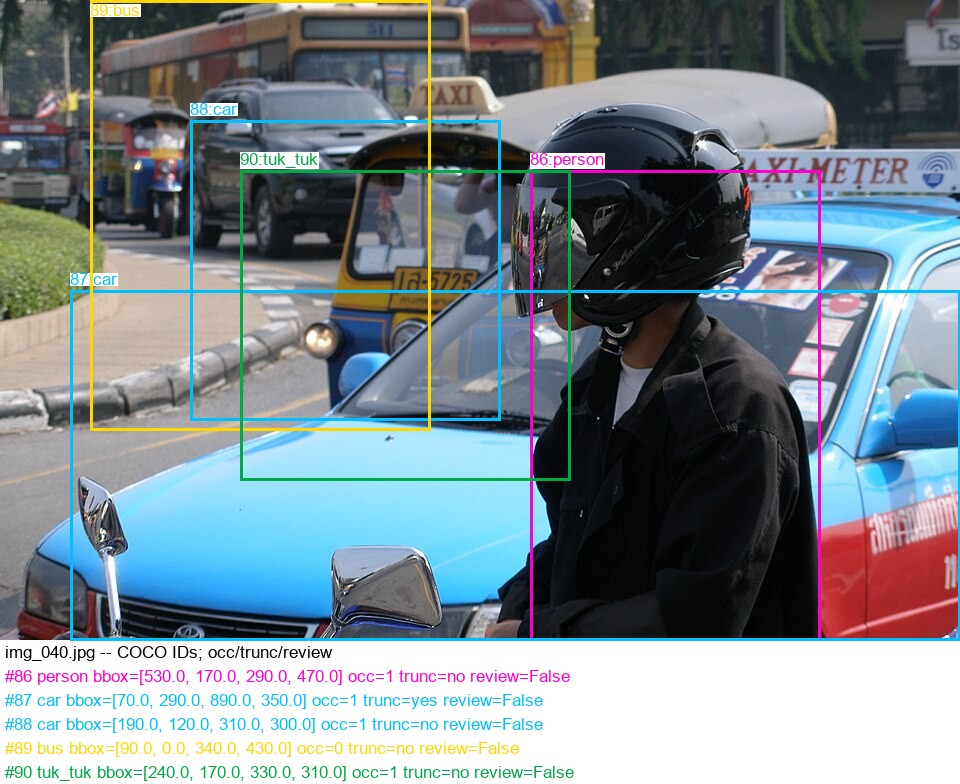 89:bus
511
TAXI
88:car
90:tuk_tuk
86:person
TAXI-METER
87:car
เส-5725
img_040.jpg -- COCO IDs; occ/trunc/review
#86 person bbox=[530.0, 170.0, 290.0, 470.0] occ=1 trunc=no review=False
#87 car bbox=[70.0, 290.0, 890.0, 350.0] occ=1 trunc=yes review=False
#88 car bbox=[190.0, 120.0, 310.0, 300.0] occ=1 trunc=no review=False
#89 bus bbox=[90.0, 0.0, 340.0, 430.0] occ=0 trunc=no review=False
#90 tuk_tuk bbox=[240.0, 170.0, 330.0, 310.0] occ=1 trunc=no review=False